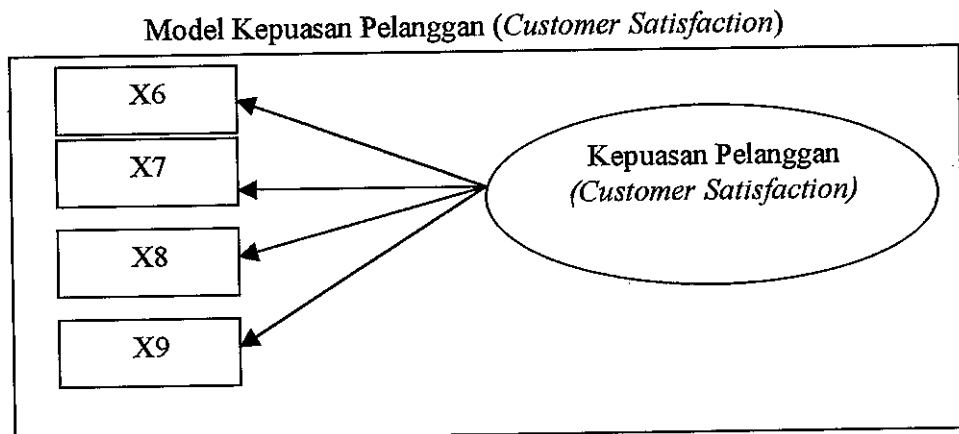 Model Kepuasan Pelanggan (Customer Satisfaction)
X6
X7
X8
X9
Kepuasan Pelanggan
(Customer Satisfaction)